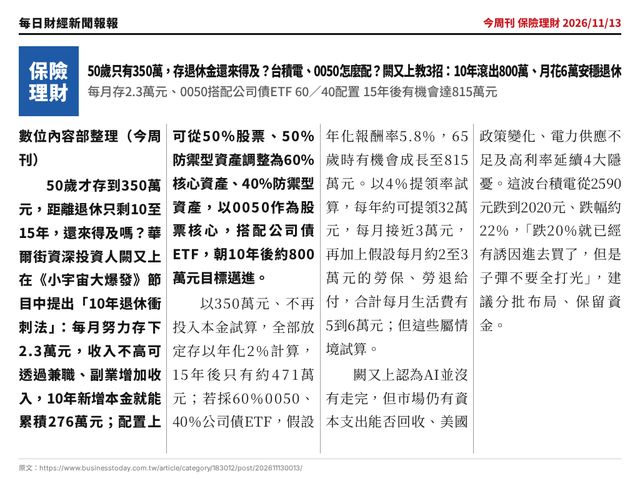 每日財經新聞報報
今周刊 保險理財 2026/11/13
保險
理財
50歲只有350萬，存退休金還來得及？台積電、0050怎麼配？闕又上教3招：10年滾出800萬、月花6萬安穩退休
每月存2.3萬元、0050搭配公司債ETF 60／40配置 15年後有機會達815萬元
數位內容部整理（今周
刊）
50歲才存到350萬
元，距離退休只剩10至
15年，還來得及嗎？華
爾街資深投資人闕又上
在《小宇宙大爆發》節
目中提出「10年退休衝
刺法」：每月努力存下
2.3萬元，收入不高可
透過兼職、副業增加收
入，10年新增本金就能
累積276萬元；配置上
可從50%股票、50%
防禦型資產調整為60%
核心資產、40%防禦型
資產，以0050作為股
票核心，搭配公司債
ETF，朝10年後約800
萬元目標邁進。
以350萬元、不再
投入本金試算，全部放
定存以年化2%計算，
15年後只有約471萬
元；若採60%0050、
40%公司債ETF，假設
年化報酬率5.8%，65
歲時有機會成長至815
萬元。以4%提領率試
算，每年約可提領32萬
元，每月接近3萬元，
再加上假設每月約2至3
萬元的勞保、勞退給
付，合計每月生活費有
5到6萬元；但這些屬情
境試算。
闕又上認為AI並沒
有走完，但市場仍有資
本支出能否回收、美國
政策變化、電力供應不
足及高利率延續4大隱
憂。這波台積電從2590
元跌到2020元、跌幅約
22%，「跌20%就已經
有誘因進去買了，但是
子彈不要全打光」，建
議分批布局、保留資
金。
原文：https://www.businesstoday.com.tw/article/category/183012/post/202611130013/